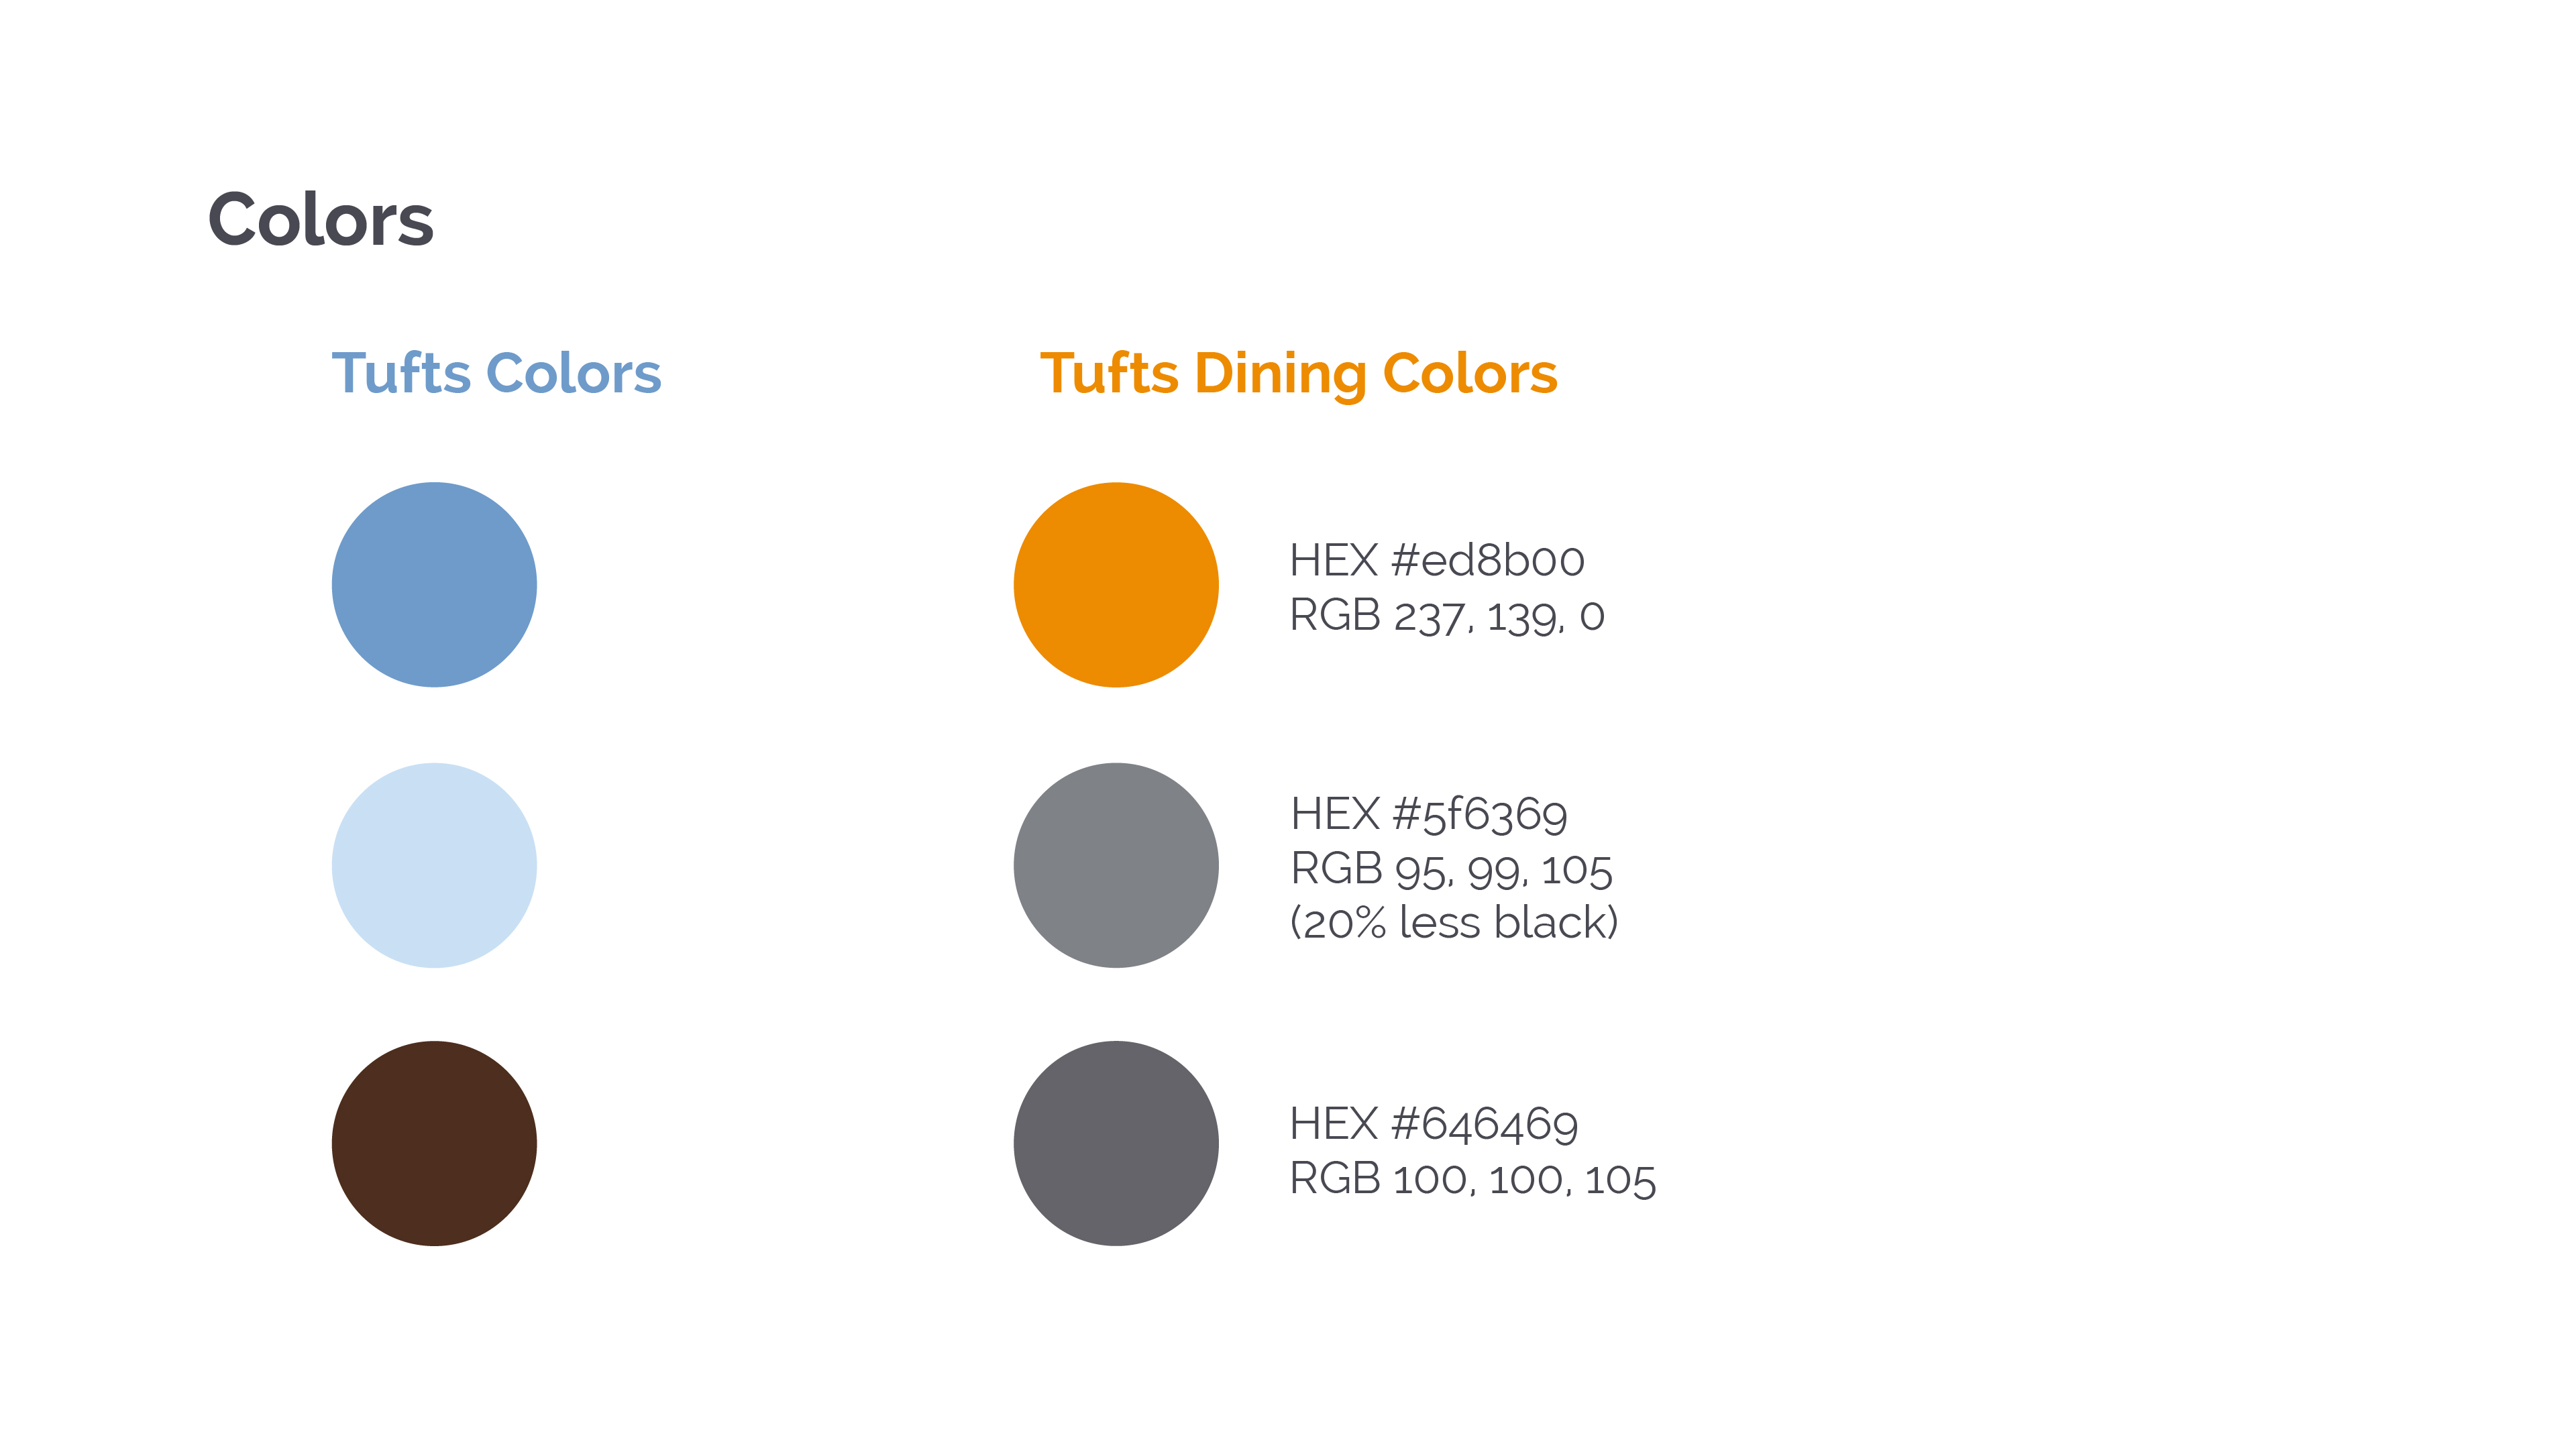 Colors
Tufts Colors
Tufts Dining Colors
HEX #ed8b00
RGB 237, 139, 0
HEX #5f6369
RGB 95, 99, 105
(20% less black)
HEX #646469
RGB 100, 100, 105